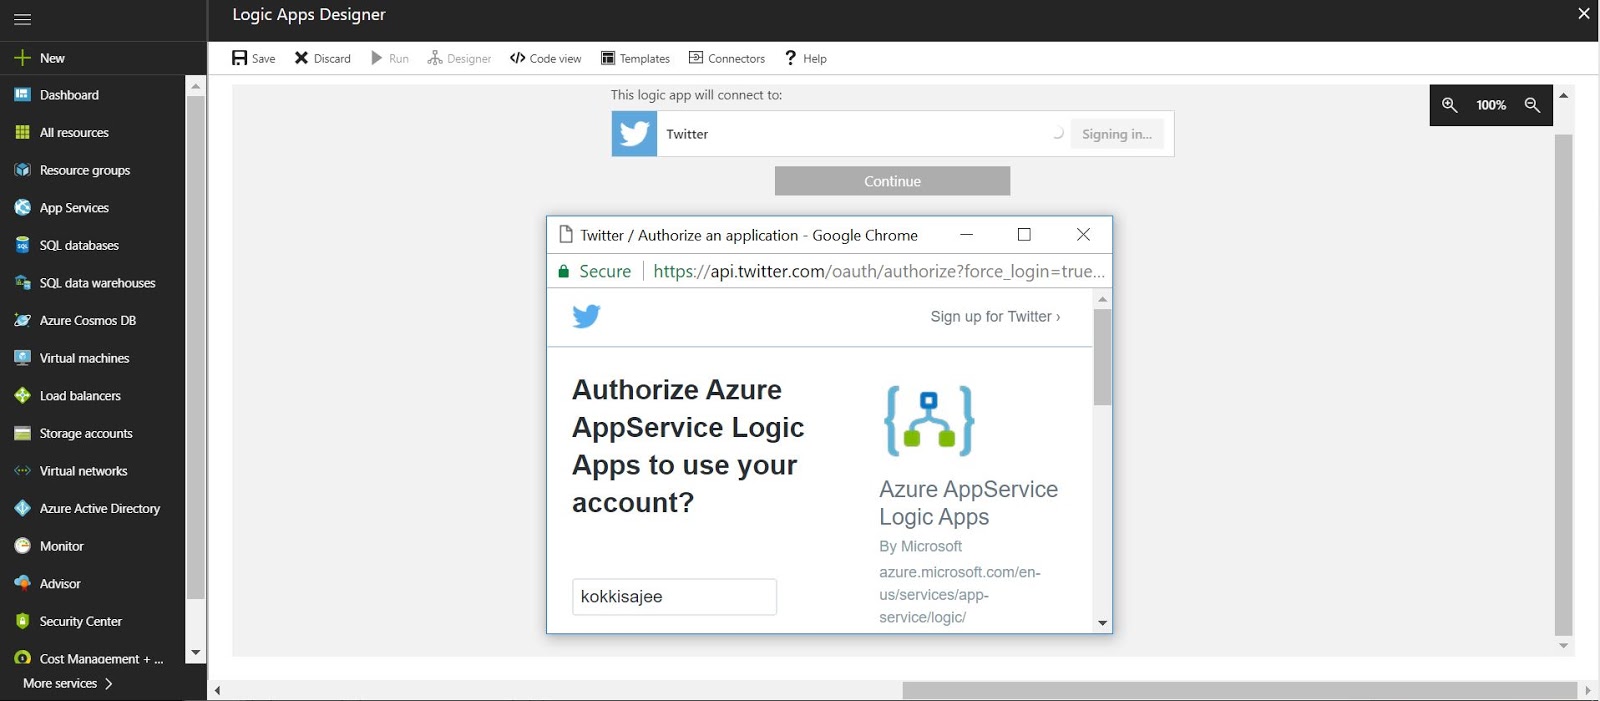 Logic Apps Designer
New
Save Discard Run Designer Code view Templates Connectors Help
Dashboard
All resources
Resource groups
App Services
SQL databases
SQL data warehouses
Azure Cosmos DB
Virtual machines
Load balancers
Storage accounts
Virtual networks
Azure Active Directory
Monitor
Advisor
Security Center
Cost Management + ...
More services
This logic app will connect to:
Twitter Signing in...
Continue
100%
Twitter / Authorize an application - Google Chrome
Secure https://api.twitter.com/oauth/authorize?force_login=true...
Sign up for Twitter ›
Authorize Azure
AppService Logic
Apps to use your
account?
kokkisajee
Azure AppService
Logic Apps
By Microsoft
azure.microsoft.com/en-
us/services/app-
service/logic/